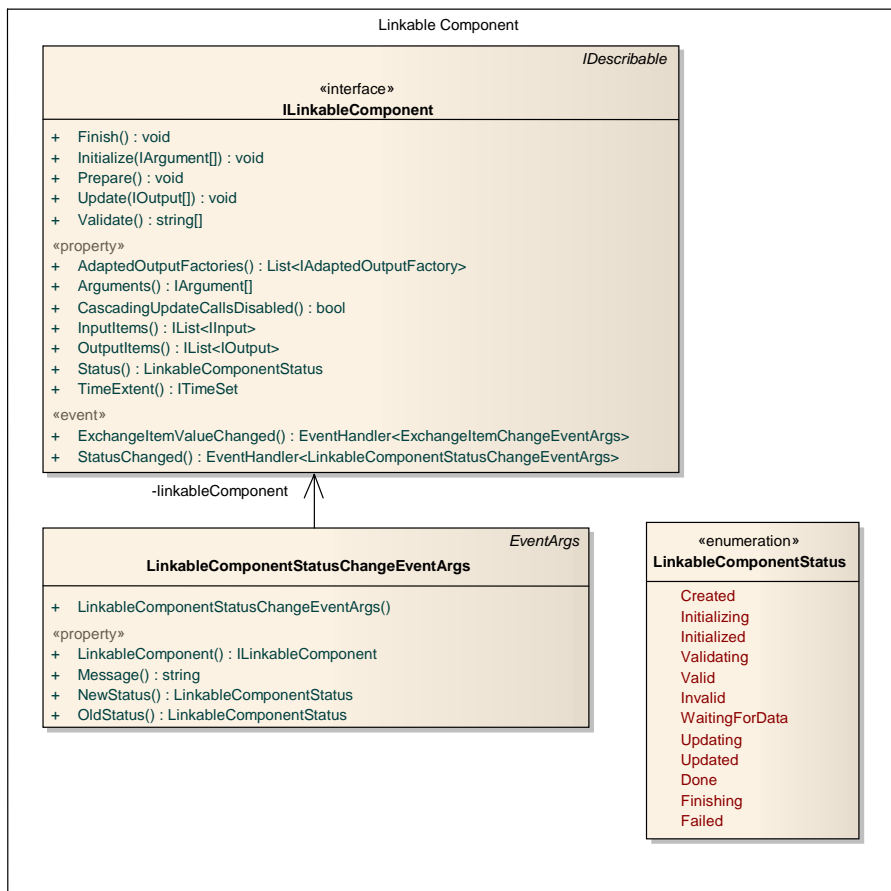 Linkable Component
IDescribable
«interface»
ILinkableComponent
+ Finish() : void
+ Initialize(IArgument[]) : void
+ Prepare() : void
+ Update(IOutput[]) : void
+ Validate() : string[]
«property»
+ AdaptedOutputFactories() : List<IAdaptedOutputFactory>
+ Arguments() : IArgument[]
+ CascadingUpdateCallsDisabled() : bool
+ InputItems() : IList<IInput>
+ OutputItems() : IList<IOutput>
+ Status() : LinkableComponentStatus
+ TimeExtent() : ITimeSet
«event»
+ ExchangeItemValueChanged() : EventHandler<ExchangeItemChangeEventArgs>
+ StatusChanged() : EventHandler<LinkableComponentStatusChangeEventArgs>
-linkableComponent
EventArgs
LinkableComponentStatusChangeEventArgs
+ LinkableComponentStatusChangeEventArgs()
«property»
+ LinkableComponent() : ILinkableComponent
+ Message() : string
+ NewStatus() : LinkableComponentStatus
+ OldStatus() : LinkableComponentStatus
«enumeration»
LinkableComponentStatus
Created
Initializing
Initialized
Validating
Valid
Invalid
WaitingForData
Updating
Updated
Done
Finishing
Failed